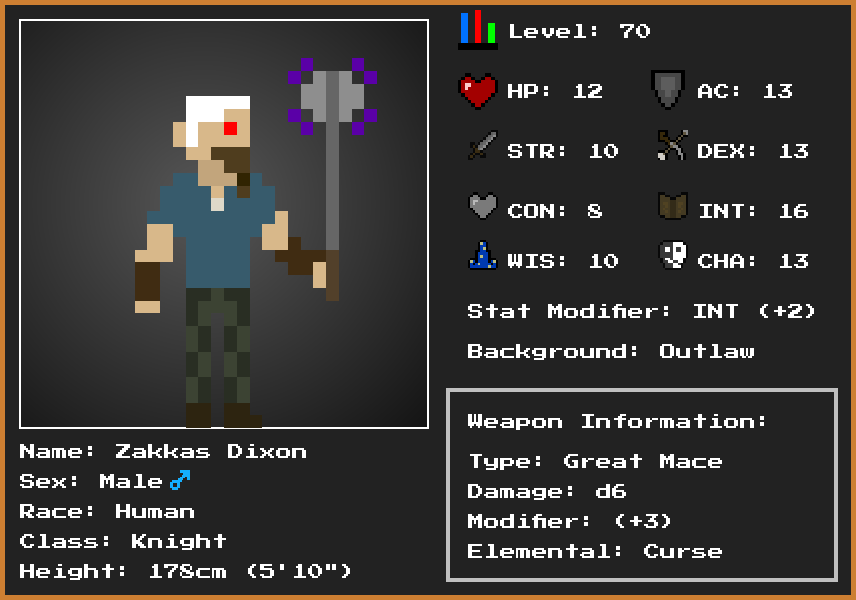 Level: 70
HP: 12
AC: 13
STR: 10
DEX: 13
CON: 8
INT: 16
WIS: 10
CHA: 13
Stat Modifier: INT (+2)
Background: Outlaw
Weapon Information:
Type: Great Mace
Damage: d6
Modifier: (+3)
Elemental: Curse
Name: Zakkas Dixon
Sex: Male ♂
Race: Human
Class: Knight
Height: 178cm (5'10")